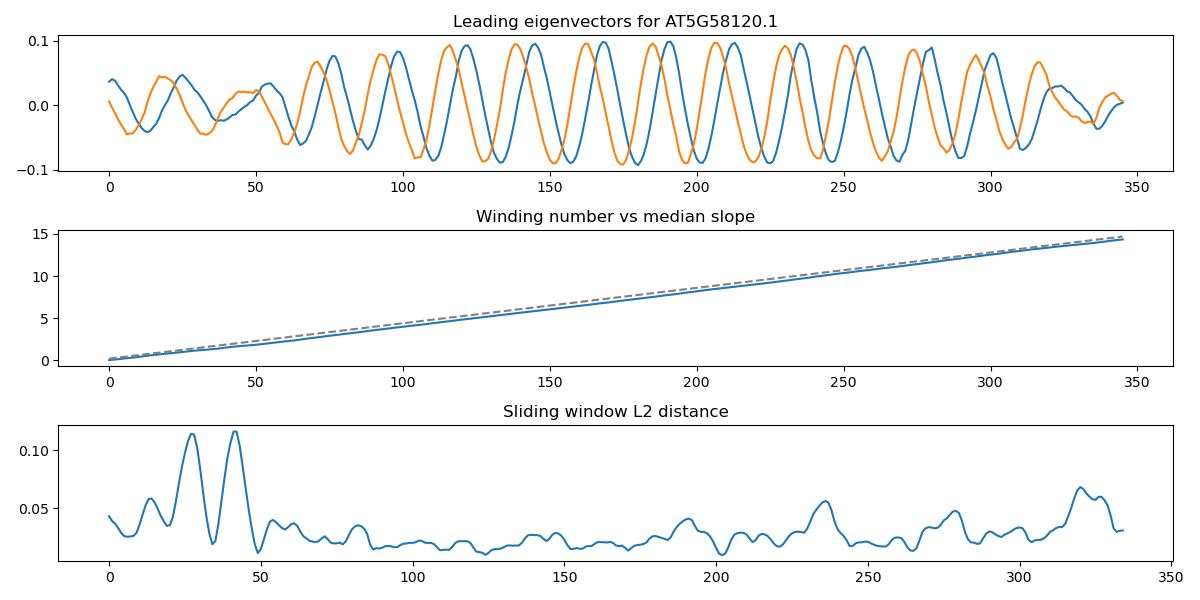 Leading eigenvectors for AT5G58120.1
0.1
0.0
−0.1
0 50 100 150 200 250 300 350
Winding number vs median slope
15
10
5
0
0 50 100 150 200 250 300 350
Sliding window L2 distance
0.10
0.05
0 50 100 150 200 250 300 350